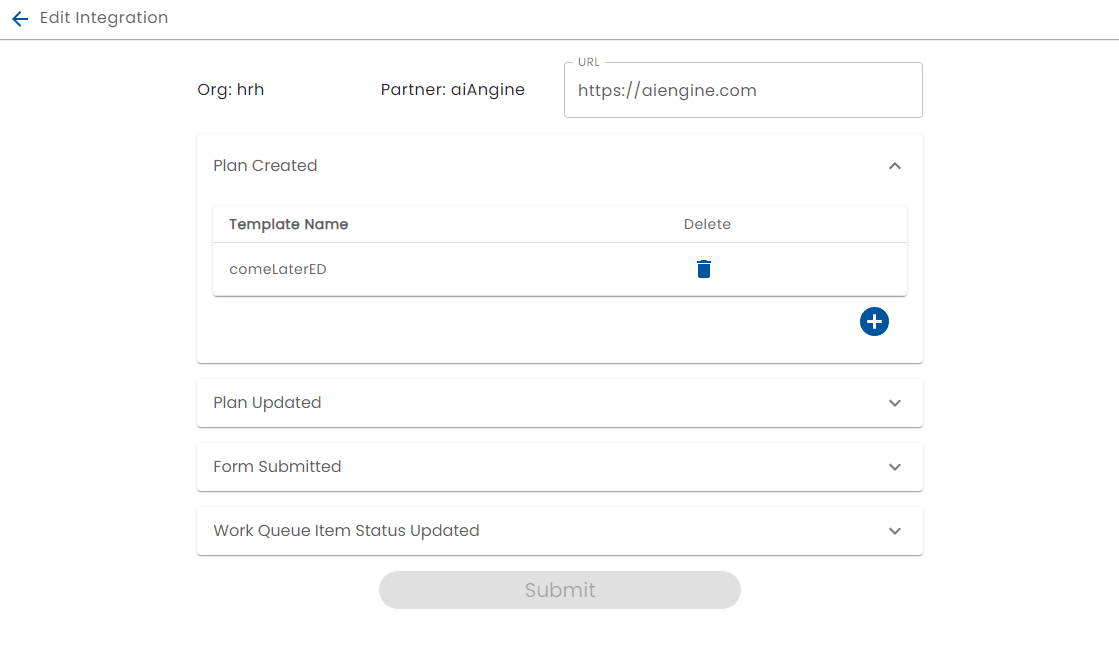 Edit Integration
URL
Org: hrh Partner: aiAngine https://aiengine.com
Plan Created
Template Name Delete
comeLaterED
Plan Updated
Form Submitted
Work Queue Item Status Updated
Submit